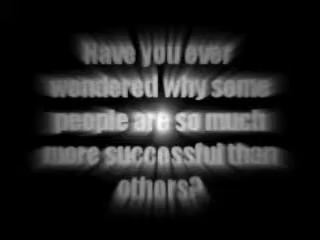 Have you ever
wondered why some
people are so much
more successful than
others?